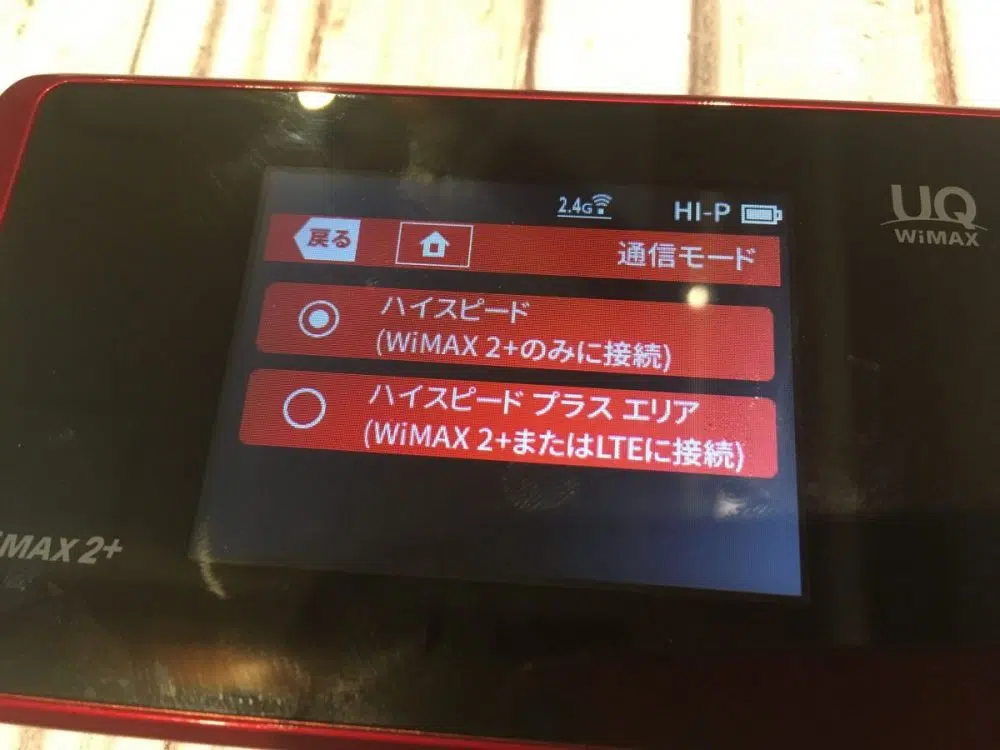 2.4G
HI-P
UQ
WiMAX
戻る
通信モード
ハイスピード
(WiMAX 2+のみに接続)
ハイスピード プラス エリア
(WiMAX 2+またはLTEに接続)
MAX 2+